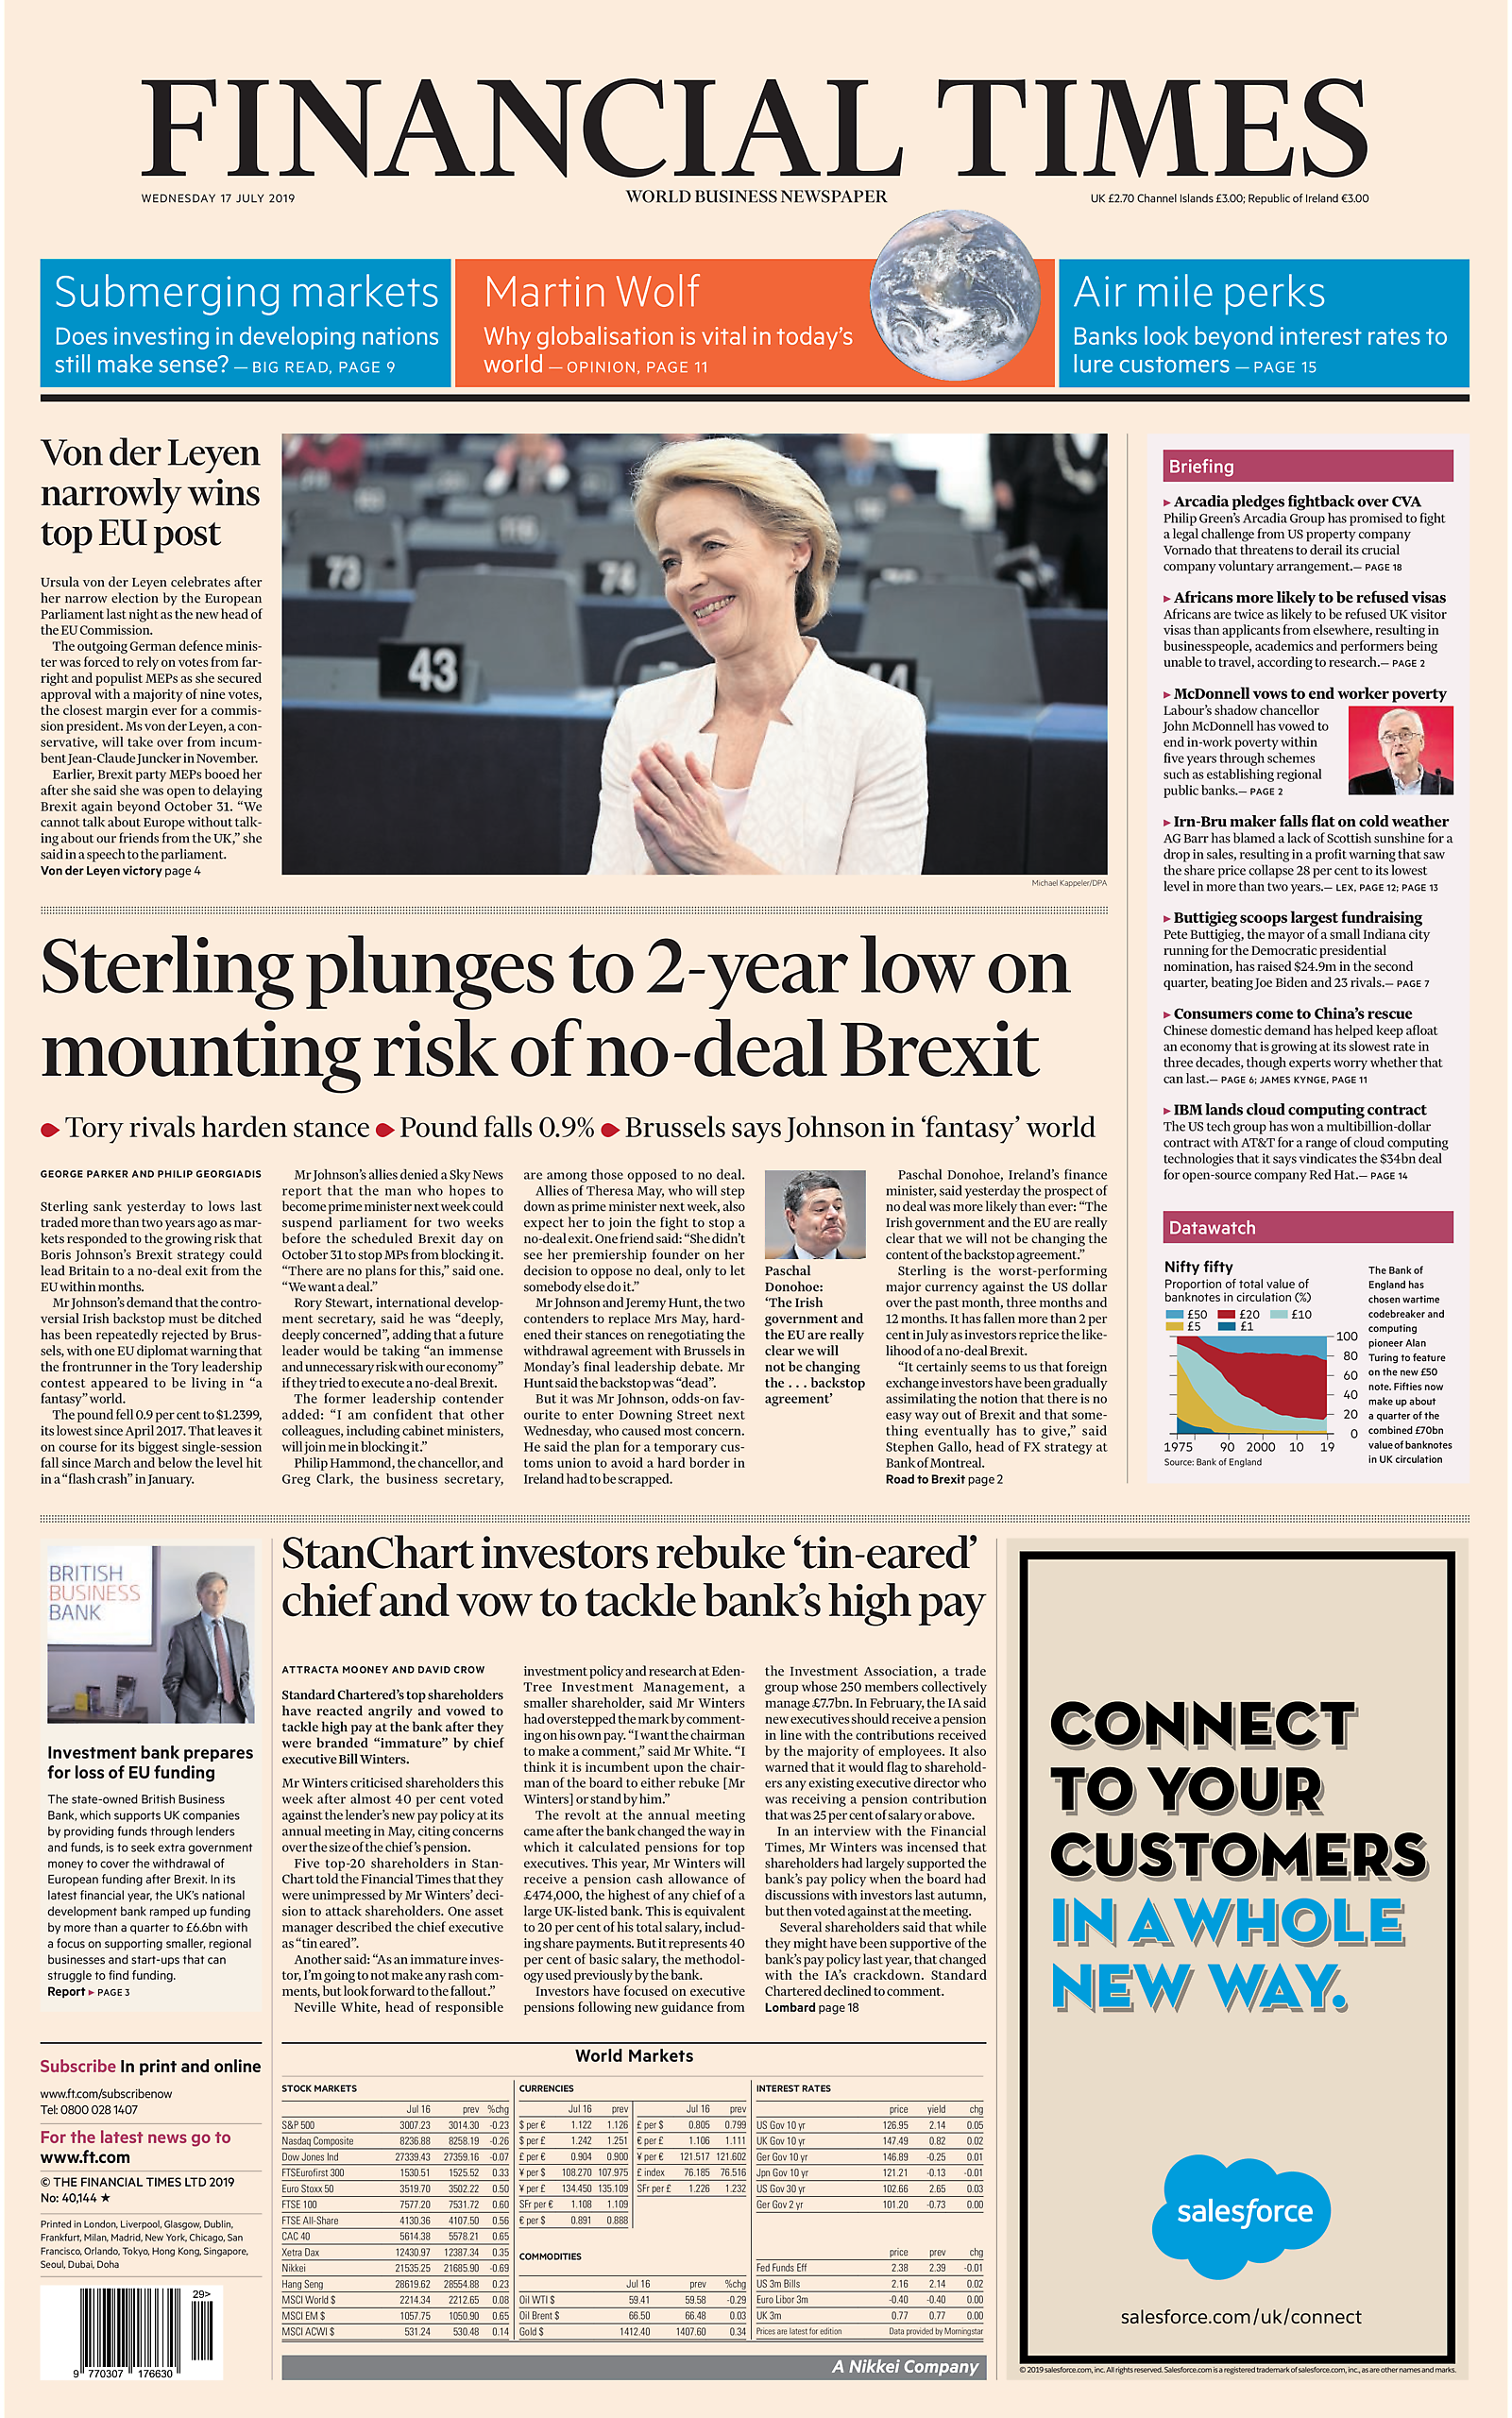 FINANCIAL TIMES
WEDNESDAY 17 JULY 2019
WORLD BUSINESS NEWSPAPER
UK £2.70 Channel Islands £3.00; Republic of Ireland €3.00
Submerging markets
Does investing in developing nations
still make sense? — BIG READ, PAGE 9
Martin Wolf
Why globalisation is vital in today's
world — OPINION, PAGE 11
Air mile perks
Banks look beyond interest rates to
lure customers — PAGE 15
Von der Leyen
narrowly wins
top EU post
Ursula von der Leyen celebrates after
her narrow election by the European
Parliament last night as the new head of
the EU Commission.
The outgoing German defence minis-
ter was forced to rely on votes from far-
right and populist MEPs as she secured
approval with a majority of nine votes,
the closest margin ever for a commis-
sion president. Ms von der Leyen, a con-
servative, will take over from incum-
bent Jean-Claude Juncker in November.
Earlier, Brexit party MEPs booed her
after she said she was open to delaying
Brexit again beyond October 31. “We
cannot talk about Europe without talk-
ing about our friends from the UK,” she
said in a speech to the parliament.
Von der Leyen victory page 4
73
74
43
44
Michael Kappeler/DPA
Sterling plunges to 2-year low on
mounting risk of no-deal Brexit
Tory rivals harden stance Pound falls 0.9% Brussels says Johnson in ‘fantasy’ world
GEORGE PARKER AND PHILIP GEORGIADIS
Sterling sank yesterday to lows last
traded more than two years ago as mar-
kets responded to the growing risk that
Boris Johnson's Brexit strategy could
lead Britain to a no-deal exit from the
EU within months.
Mr Johnson's demand that the contro-
versial Irish backstop must be ditched
has been repeatedly rejected by Brus-
sels, with one EU diplomat warning that
the frontrunner in the Tory leadership
contest appeared to be living in “a
fantasy” world.
The pound fell 0.9 per cent to $1.2399,
its lowest since April 2017. That leaves it
on course for its biggest single-session
fall since March and below the level hit
in a “flash crash” in January.
Mr Johnson's allies denied a Sky News
report that the man who hopes to
become prime minister next week could
suspend parliament for two weeks
before the scheduled Brexit day on
October 31 to stop MPs from blocking it.
“There are no plans for this,” said one.
“We want a deal.”
Rory Stewart, international develop-
ment secretary, said he was “deeply,
deeply concerned”, adding that a future
leader would be taking “an immense
and unnecessary risk with our economy”
if they tried to execute a no-deal Brexit.
The former leadership contender
added: “I am confident that other
colleagues, including cabinet ministers,
will join me in blocking it.”
Philip Hammond, the chancellor, and
Greg Clark, the business secretary,
are among those opposed to no deal.
Allies of Theresa May, who will step
down as prime minister next week, also
expect her to join the fight to stop a
no-deal exit. One friend said: “She didn't
see her premiership founder on her
decision to oppose no deal, only to let
somebody else do it.”
Mr Johnson and Jeremy Hunt, the two
contenders to replace Mrs May, hard-
ened their stances on renegotiating the
withdrawal agreement with Brussels in
Monday's final leadership debate. Mr
Hunt said the backstop was “dead”.
But it was Mr Johnson, odds-on fav-
ourite to enter Downing Street next
Wednesday, who caused most concern.
He said the plan for a temporary cus-
toms union to avoid a hard border in
Ireland had to be scrapped.
Paschal
Donohoe:
‘The Irish
government and
the EU are really
clear we will
not be changing
the . . . backstop
agreement’
Paschal Donohoe, Ireland's finance
minister, said yesterday the prospect of
no deal was more likely than ever: “The
Irish government and the EU are really
clear that we will not be changing the
content of the backstop agreement.”
Sterling is the worst-performing
major currency against the US dollar
over the past month, three months and
12 months. It has fallen more than 2 per
cent in July as investors reprice the like-
lihood of a no-deal Brexit.
“It certainly seems to us that foreign
exchange investors have been gradually
assimilating the notion that there is no
easy way out of Brexit and that some-
thing eventually has to give,” said
Stephen Gallo, head of FX strategy at
Bank of Montreal.
Road to Brexit page 2
Briefing
Arcadia pledges fightback over CVA
Philip Green's Arcadia Group has promised to fight
a legal challenge from US property company
Vornado that threatens to derail its crucial
company voluntary arrangement.— PAGE 18
Africans more likely to be refused visas
Africans are twice as likely to be refused UK visitor
visas than applicants from elsewhere, resulting in
businesspeople, academics and performers being
unable to travel, according to research.— PAGE 2
McDonnell vows to end worker poverty
Labour's shadow chancellor
John McDonnell has vowed to
end in-work poverty within
five years through schemes
such as establishing regional
public banks.— PAGE 2
Irn-Bru maker falls flat on cold weather
AG Barr has blamed a lack of Scottish sunshine for a
drop in sales, resulting in a profit warning that saw
the share price collapse 28 per cent to its lowest
level in more than two years.— LEX, PAGE 12; PAGE 13
Buttigieg scoops largest fundraising
Pete Buttigieg, the mayor of a small Indiana city
running for the Democratic presidential
nomination, has raised $24.9m in the second
quarter, beating Joe Biden and 23 rivals.— PAGE 7
Consumers come to China's rescue
Chinese domestic demand has helped keep afloat
an economy that is growing at its slowest rate in
three decades, though experts worry whether that
can last.— PAGE 6; JAMES KYNGE, PAGE 11
IBM lands cloud computing contract
The US tech group has won a multibillion-dollar
contract with AT&T for a range of cloud computing
technologies that it says vindicates the $34bn deal
for open-source company Red Hat.— PAGE 14
Datawatch
Nifty fifty
Proportion of total value of
banknotes in circulation (%)
£50 £20 £10
£5 £1
100
80
60
40
20
0
1975 90 2000 10 19
Source: Bank of England
The Bank of
England has
chosen wartime
codebreaker and
computing
pioneer Alan
Turing to feature
on the new £50
note. Fifties now
make up about
a quarter of the
combined £70bn
value of banknotes
in UK circulation
BRITISH
BUSINESS
BANK
Investment bank prepares
for loss of EU funding
The state-owned British Business
Bank, which supports UK companies
by providing funds through lenders
and funds, is to seek extra government
money to cover the withdrawal of
European funding after Brexit. In its
latest financial year, the UK's national
development bank ramped up funding
by more than a quarter to £6.6bn with
a focus on supporting smaller, regional
businesses and start-ups that can
struggle to find funding.
Report PAGE 3
StanChart investors rebuke ‘tin-eared’
chief and vow to tackle bank's high pay
ATTRACTA MOONEY AND DAVID CROW
Standard Chartered's top shareholders
have reacted angrily and vowed to
tackle high pay at the bank after they
were branded “immature” by chief
executive Bill Winters.
Mr Winters criticised shareholders this
week after almost 40 per cent voted
against the lender's new pay policy at its
annual meeting in May, citing concerns
over the size of the chief's pension.
Five top-20 shareholders in Stan-
Chart told the Financial Times that they
were unimpressed by Mr Winters' deci-
sion to attack shareholders. One asset
manager described the chief executive
as “tin eared”.
Another said: “As an immature inves-
tor, I'm going to not make any rash com-
ments, but look forward to the fallout.”
Neville White, head of responsible
investment policy and research at Eden-
Tree Investment Management, a
smaller shareholder, said Mr Winters
had overstepped the mark by comment-
ing on his own pay. “I want the chairman
to make a comment,” said Mr White. “I
think it is incumbent upon the chair-
man of the board to either rebuke [Mr
Winters] or stand by him.”
The revolt at the annual meeting
came after the bank changed the way in
which it calculated pensions for top
executives. This year, Mr Winters will
receive a pension cash allowance of
£474,000, the highest of any chief of a
large UK-listed bank. This is equivalent
to 20 per cent of his total salary, includ-
ing share payments. But it represents 40
per cent of basic salary, the methodol-
ogy used previously by the bank.
Investors have focused on executive
pensions following new guidance from
the Investment Association, a trade
group whose 250 members collectively
manage £7.7bn. In February, the IA said
new executives should receive a pension
in line with the contributions received
by the majority of employees. It also
warned that it would flag to sharehold-
ers any existing executive director who
was receiving a pension contribution
that was 25 per cent of salary or above.
In an interview with the Financial
Times, Mr Winters was incensed that
shareholders had largely supported the
bank's pay policy when the board had
discussions with investors last autumn,
but then voted against at the meeting.
Several shareholders said that while
they might have been supportive of the
bank's pay policy last year, that changed
with the IA's crackdown. Standard
Chartered declined to comment.
Lombard page 18
Subscribe In print and online
www.ft.com/subscribenow
Tel: 0800 028 1407
For the latest news go to
www.ft.com
© THE FINANCIAL TIMES LTD 2019
No: 40,144 ★
Printed in London, Liverpool, Glasgow, Dublin,
Frankfurt, Milan, Madrid, New York, Chicago, San
Francisco, Orlando, Tokyo, Hong Kong, Singapore,
Seoul, Dubai, Doha
29>
9 770307 176630
World Markets
STOCK MARKETS
Jul 16 prev %chg
S&P 500 3007.23 3014.30 -0.23
Nasdaq Composite 8236.88 8258.19 -0.26
Dow Jones Ind 27339.43 27359.16 -0.07
FTSEurofirst 300 1530.51 1525.52 0.33
Euro Stoxx 50 3519.70 3502.22 0.50
FTSE 100 7577.20 7531.72 0.60
FTSE All-Share 4130.36 4107.50 0.56
CAC 40 5614.38 5578.21 0.65
Xetra Dax 12430.97 12387.34 0.35
Nikkei 21535.25 21685.90 -0.69
Hang Seng 28619.62 28554.88 0.23
MSCI World $ 2214.34 2212.65 0.08
MSCI EM $ 1057.75 1050.90 0.65
MSCI ACWI $ 531.24 530.48 0.14
CURRENCIES
Jul 16 prev
$ per € 1.122 1.126
$ per £ 1.242 1.251
£ per € 0.904 0.900
¥ per $ 108.270 107.975
¥ per £ 134.450 135.109
SFr per € 1.108 1.109
€ per $ 0.891 0.888
Jul 16 prev
£ per $ 0.805 0.799
€ per £ 1.106 1.111
¥ per € 121.517 121.602
£ index 76.185 76.516
SFr per £ 1.226 1.232
COMMODITIES
Jul 16 prev %chg
Oil WTI $ 59.41 59.58 -0.29
Oil Brent $ 66.50 66.48 0.03
Gold $ 1412.40 1407.60 0.34
INTEREST RATES
price yield chg
US Gov 10 yr 126.95 2.14 0.05
UK Gov 10 yr 147.49 0.82 0.02
Ger Gov 10 yr 146.89 -0.25 0.01
Jpn Gov 10 yr 121.21 -0.13 -0.01
US Gov 30 yr 102.66 2.65 0.03
Ger Gov 2 yr 101.20 -0.73 0.00
price prev chg
Fed Funds Eff 2.38 2.39 -0.01
US 3m Bills 2.16 2.14 0.02
Euro Libor 3m -0.40 -0.40 0.00
UK 3m 0.77 0.77 0.00
Prices are latest for edition Data provided by Morningstar
A Nikkei Company
CONNECT
TO YOUR
CUSTOMERS
IN A WHOLE
NEW WAY.
salesforce
salesforce.com/uk/connect
© 2019 salesforce.com, inc. All rights reserved. Salesforce.com is a registered trademark of salesforce.com, inc., as are other names and marks.